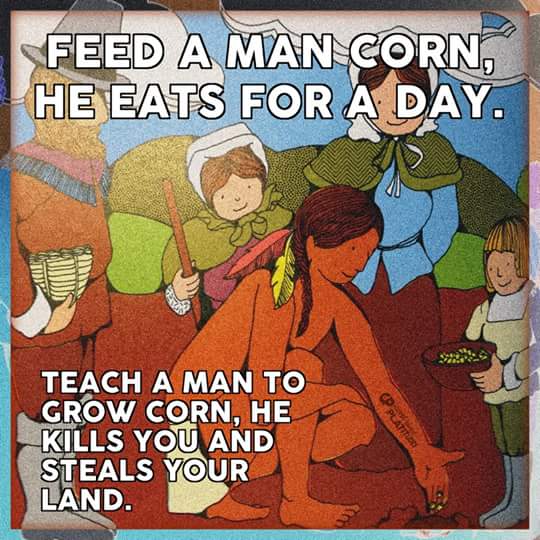 FEED A MAN CORN,
HE EATS FOR A DAY.
TEACH A MAN TO
GROW CORN, HE
KILLS YOU AND
STEALS YOUR
LAND.